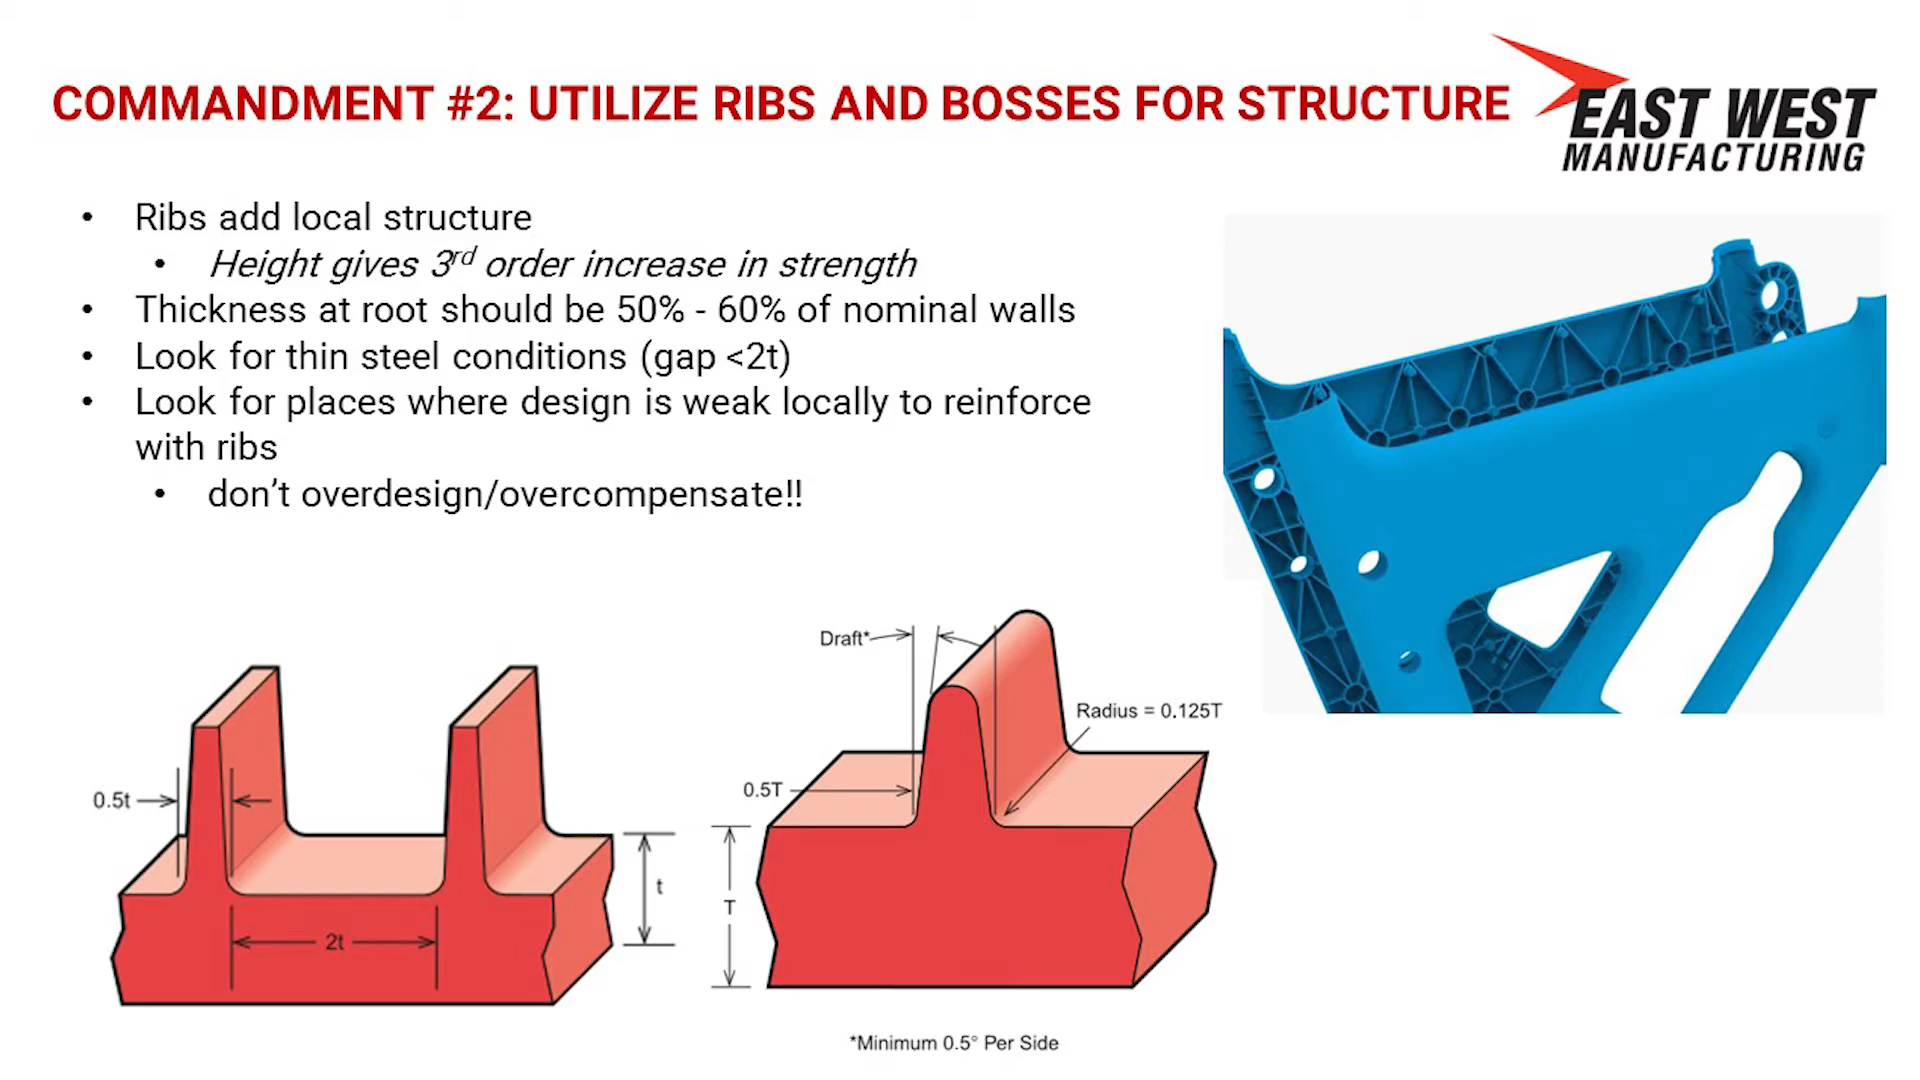 COMMANDMENT #2: UTILIZE RIBS AND BOSSES FOR STRUCTURE
EAST WEST
MANUFACTURING
• Ribs add local structure
• Height gives 3rd order increase in strength
• Thickness at root should be 50% - 60% of nominal walls
• Look for thin steel conditions (gap <2t)
• Look for places where design is weak locally to reinforce
with ribs
• don’t overdesign/overcompensate!!
0.5t
2t
t
Draft*
Radius = 0.125T
0.5T
T
*Minimum 0.5° Per Side